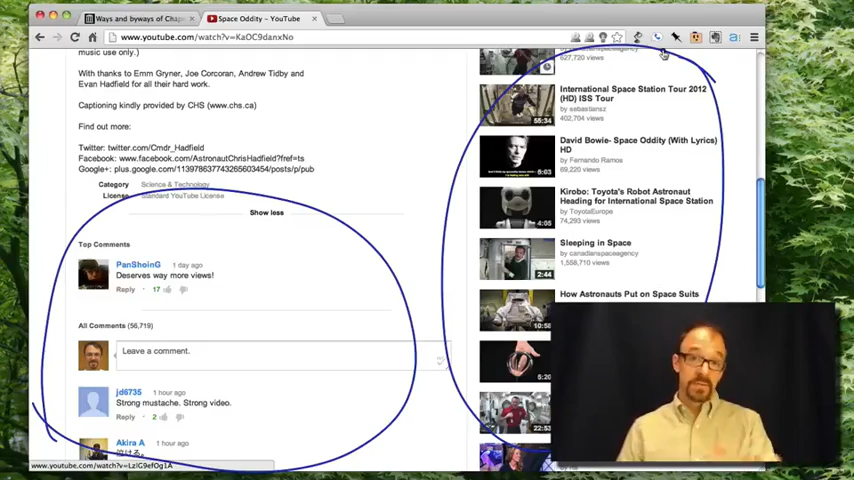 Ways and byways of Chap
Space Oddity - YouTube
www.youtube.com/watch?v=KaOC9danxNo
music use only.)
With thanks to Emm Gryner, Joe Corcoran, Andrew Tidby and
Evan Hadfield for all their hard work.
Captioning kindly provided by CHS (www.chs.ca)
Find out more:
Twitter: twitter.com/Cmdr_Hadfield
Facebook: www.facebook.com/AstronautChrisHadfield?fref=ts
Google+: plus.google.com/113978637743265603454/posts/p/pub
Category Science & Technology
License Standard YouTube License
Show less
Top Comments
PanShoinG 1 day ago
Deserves way more views!
Reply · 17
All Comments (56,719)
Leave a comment.
jd6735 1 hour ago
Strong mustache. Strong video.
Reply · 2
Akira A 1 hour ago
泣ける。
www.youtube.com/watch?v=LzIG9efOg1A
627,720 views
International Space Station Tour 2012
(HD) ISS Tour
by sebastiansz
402,704 views
55:34
David Bowie- Space Oddity (With Lyrics)
HD
by Fernando Ramos
69,220 views
5:03
Kirobo: Toyota's Robot Astronaut
Heading for International Space Station
by ToyotaEurope
74,293 views
4:05
Sleeping in Space
by canadianspaceagency
1,558,710 views
2:44
How Astronauts Put on Space Suits
10:58
5:20
22:53